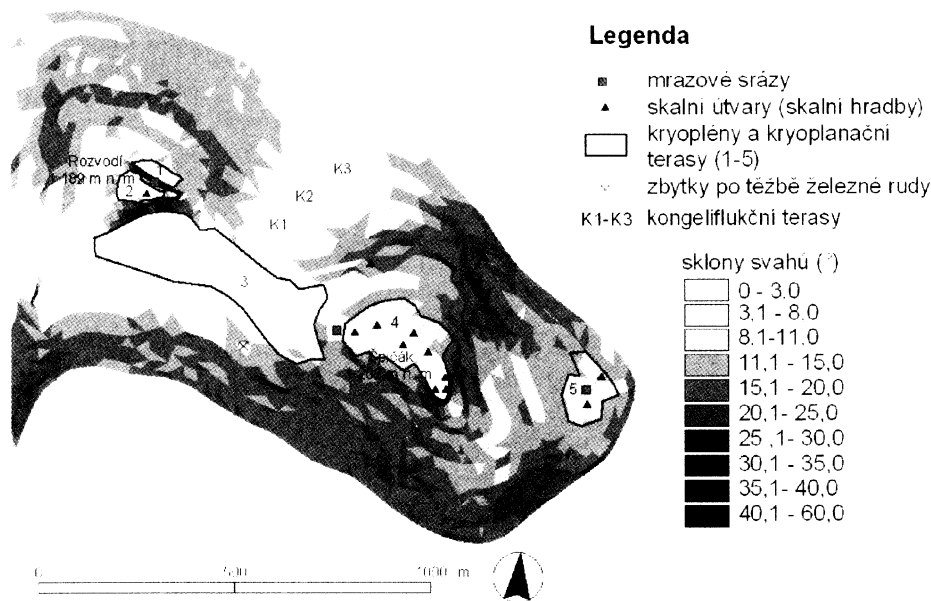 Legenda
mrazové srázy
skalní útvary (skalní hradby)
kryoplény a kryoplanační
terasy (1-5)
zbytky po těžbě železné rudy
K1-K3 kongeliflukční terasy
sklony svahů (°)
0 - 3.0
3,1 - 8.0
8,1-11.0
11,1 - 15,0
15,1- 20,0
20,1- 25,0
25 ,1- 30,0
30,1 - 35,0
35,1- 40,0
40,1 - 60,0
Rozvodí
m n m
1
2
K3
K2
K1
3
4
5
0
500
1000 m